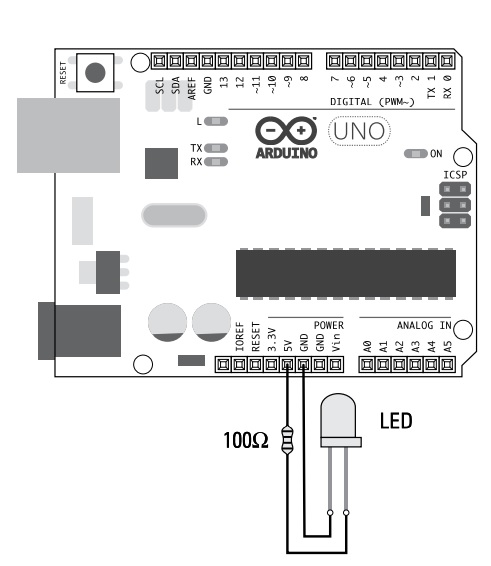 RESET
SCL
SDA
AREF
GND
13
12
~11
~10
~9
8
7
~6
~5
4
~3
2
TX 1
RX 0
DIGITAL (PWM~)
L
TX
RX
ARDUINO
UNO
ON
ICSP
POWER
ANALOG IN
IOREF
RESET
3.3V
5V
GND
GND
Vin
A0
A1
A2
A3
A4
A5
100Ω
LED